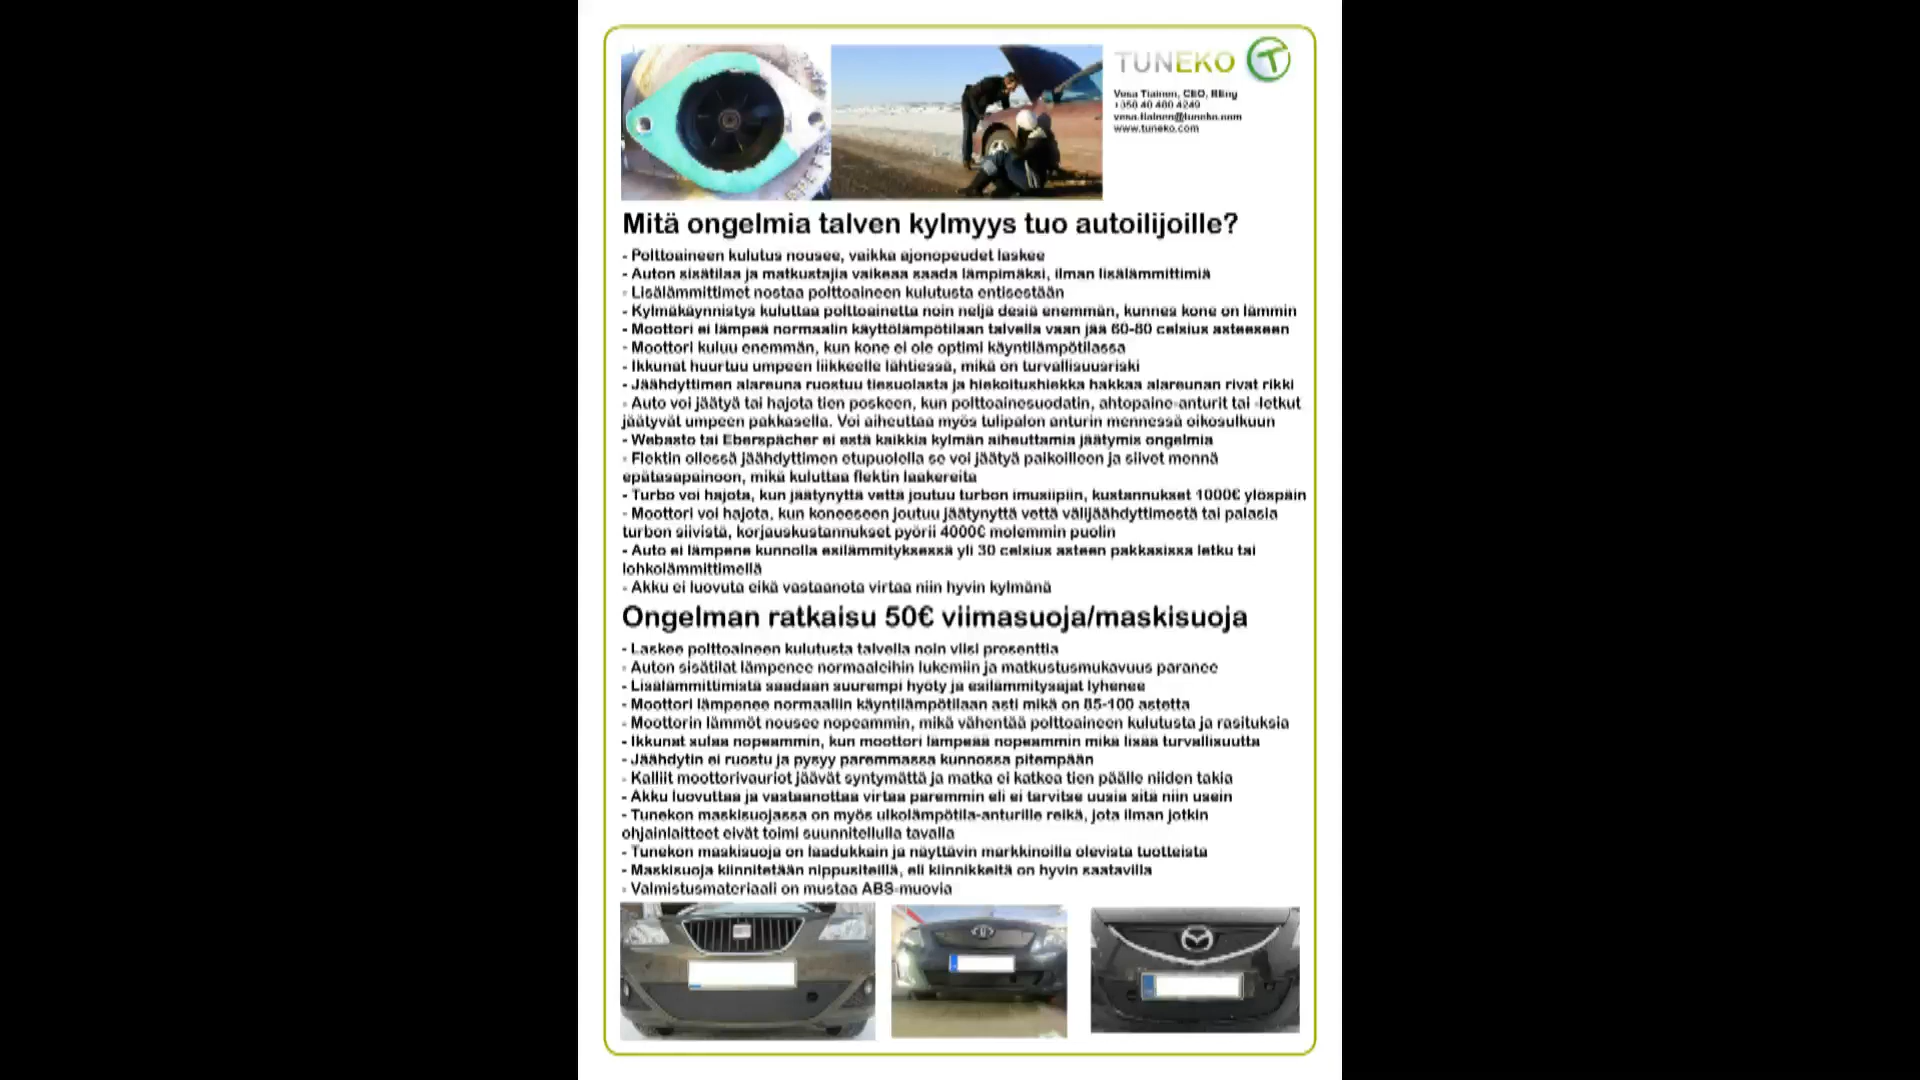 TUNEKO
Vesa Tiainen, CEO, BEng
+358 40 480 4249
vesa.tiainen@tuneko.com
www.tuneko.com
Mitä ongelmia talven kylmyys tuo autoilijoille?
- Polttoaineen kulutus nousee, vaikka ajonopeudet laskee
- Auton sisätilaa ja matkustajia vaikeaa saada lämpimäksi, ilman lisälämmittimiä
- Lisälämmittimet nostaa polttoaineen kulutusta entisestään
- Kylmäkäynnistys kuluttaa polttoainetta noin neljä desiä enemmän, kunnes kone on lämmin
- Moottori ei lämpeä normaalin käyttölämpötilaan talvella vaan jää 60-80 celsius asteeseen
- Moottori kuluu enemmän, kun kone ei ole optimi käyntilämpötilassa
- Ikkunat huurtuu umpeen liikkeelle lähtiessä, mikä on turvallisuusriski
- Jäähdyttimen alareuna ruostuu tiesuolasta ja hiekoitushiekka hakkaa alareunan rivat rikki
- Auto voi jäätyä tai hajota tien poskeen, kun polttoainesuodatin, ahtopaine-anturit tai -letkut
jäätyvät umpeen pakkasella. Voi aiheuttaa myös tulipalon anturin mennessä oikosulkuun
- Webasto tai Eberspächer ei estä kaikkia kylmän aiheuttamia jäätymis ongelmia
- Flektin ollessä jäähdyttimen etupuolella se voi jäätyä paikoilleen ja siivet mennä
epätasapainoon, mikä kuluttaa flektin laakereita
- Turbo voi hajota, kun jäätynyttä vettä joutuu turbon imusiipiin, kustannukset 1000€ ylöspäin
- Moottori voi hajota, kun koneeseen joutuu jäätynyttä vettä välijäähdyttimestä tai palasia
turbon siivistä, korjauskustannukset pyörii 4000€ molemmin puolin
- Auto ei lämpene kunnolla esilämmityksessä yli 30 celsius asteen pakkasissa letku tai
lohkolämmittimellä
- Akku ei luovuta eikä vastaanota virtaa niin hyvin kylmänä
Ongelman ratkaisu 50€ viimasuoja/maskisuoja
- Laskee polttoaineen kulutusta talvella noin viisi prosenttia
- Auton sisätilat lämpenee normaaleihin lukemiin ja matkustusmukavuus paranee
- Lisälämmittimistä saadaan suurempi hyöty ja esilämmitysajat lyhenee
- Moottori lämpenee normaaliin käyntilämpötilaan asti mikä on 85-100 astetta
- Moottorin lämmöt nousee nopeammin, mikä vähentää polttoaineen kulutusta ja rasituksia
- Ikkunat sulaa nopeammin, kun moottori lämpeää nopeammin mikä lisää turvallisuutta
- Jäähdytin ei ruostu ja pysyy paremmassa kunnossa pitempään
- Kalliit moottorivauriot jäävät syntymättä ja matka ei katkea tien päälle niiden takia
- Akku luovuttaa ja vastaanottaa virtaa paremmin eli ei tarvitse uusia sitä niin usein
- Tunekon maskisuojassa on myös ulkolämpötila-anturille reikä, jota ilman jotkin
ohjainlaitteet eivät toimi suunnitellulla tavalla
- Tunekon maskisuoja on laadukkain ja näyttävin markkinoilla olevista tuotteista
- Maskisuoja kiinnitetään nippusiteillä, eli kiinnikkeitä on hyvin saatavilla
- Valmistusmateriaali on mustaa ABS-muovia